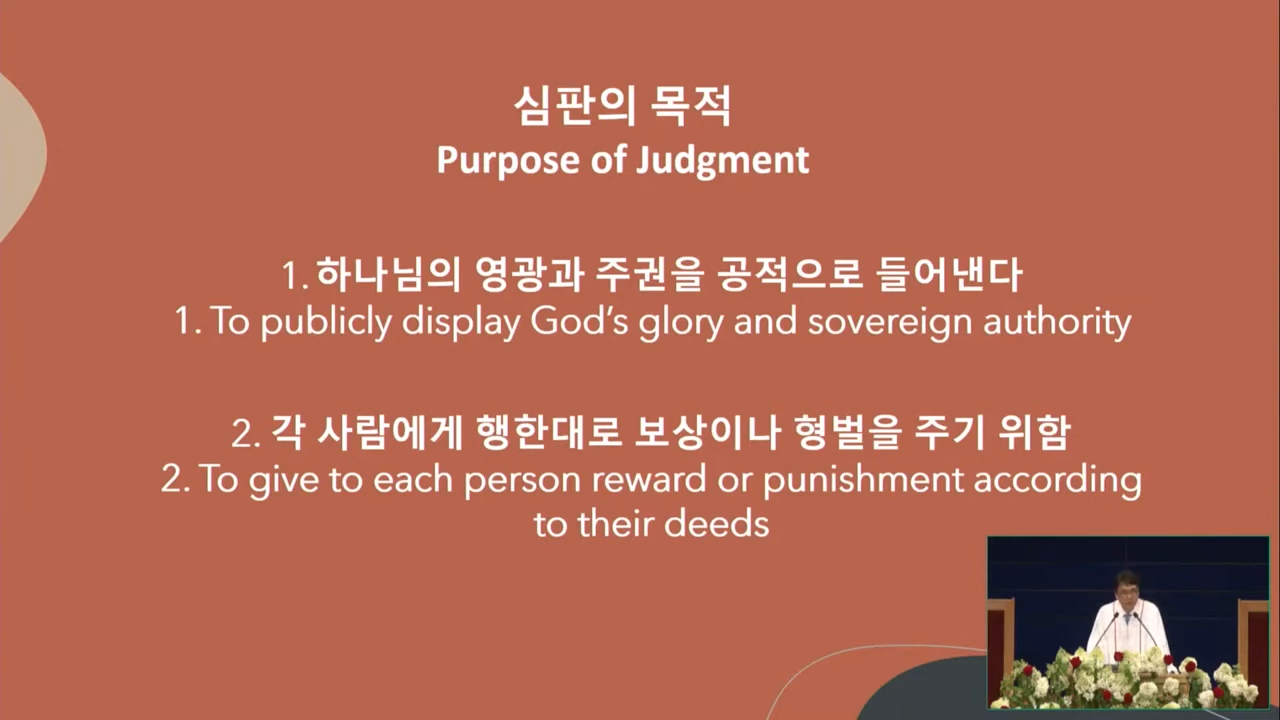 심판의 목적
Purpose of Judgment
1. 하나님의 영광과 주권을 공적으로 들어낸다
1. To publicly display God’s glory and sovereign authority
2. 각 사람에게 행한대로 보상이나 형벌을 주기 위함
2. To give to each person reward or punishment according
to their deeds